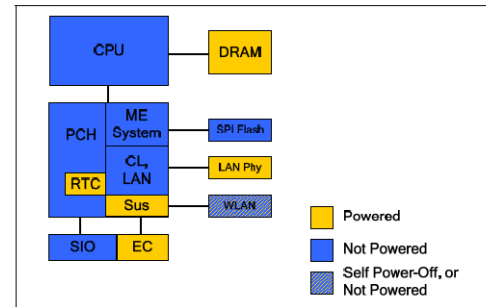 CPU
DRAM
PCH
ME
System
SPI Flash
CL,
LAN
LAN Phy
RTC
Sus
WLAN
SIO
EC
Powered
Not Powered
Self Power-Off, or
Not Powered